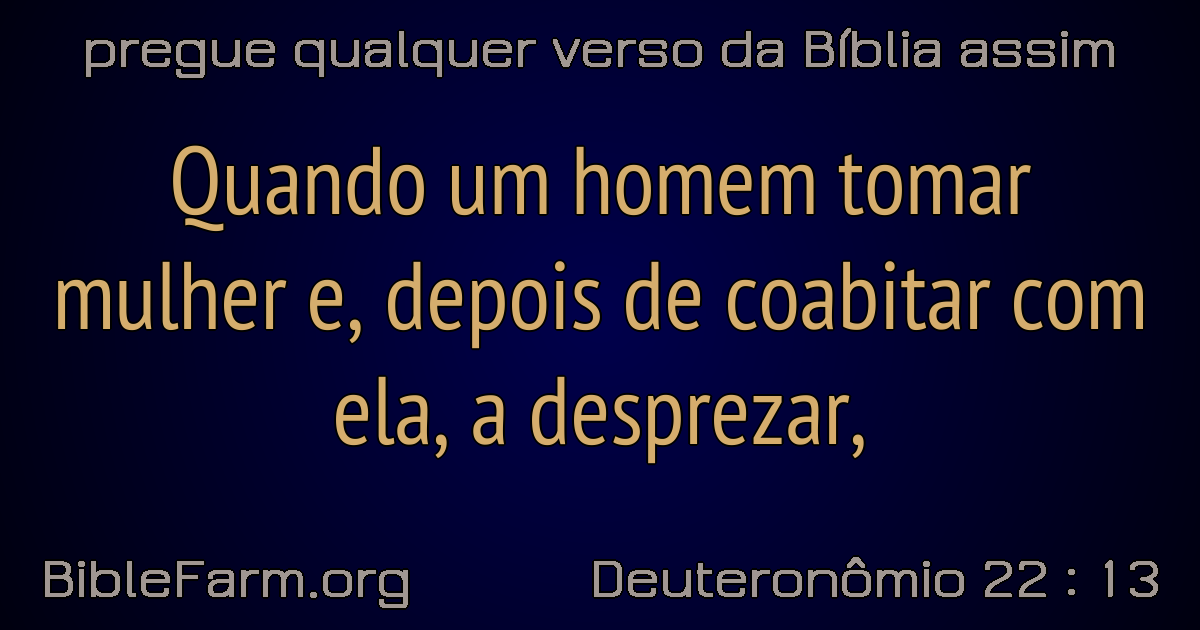 pregue qualquer verso da Bíblia assim
Quando um homem tomar
mulher e, depois de coabitar com
ela, a desprezar,
BibleFarm.org Deuteronômio 22 : 13